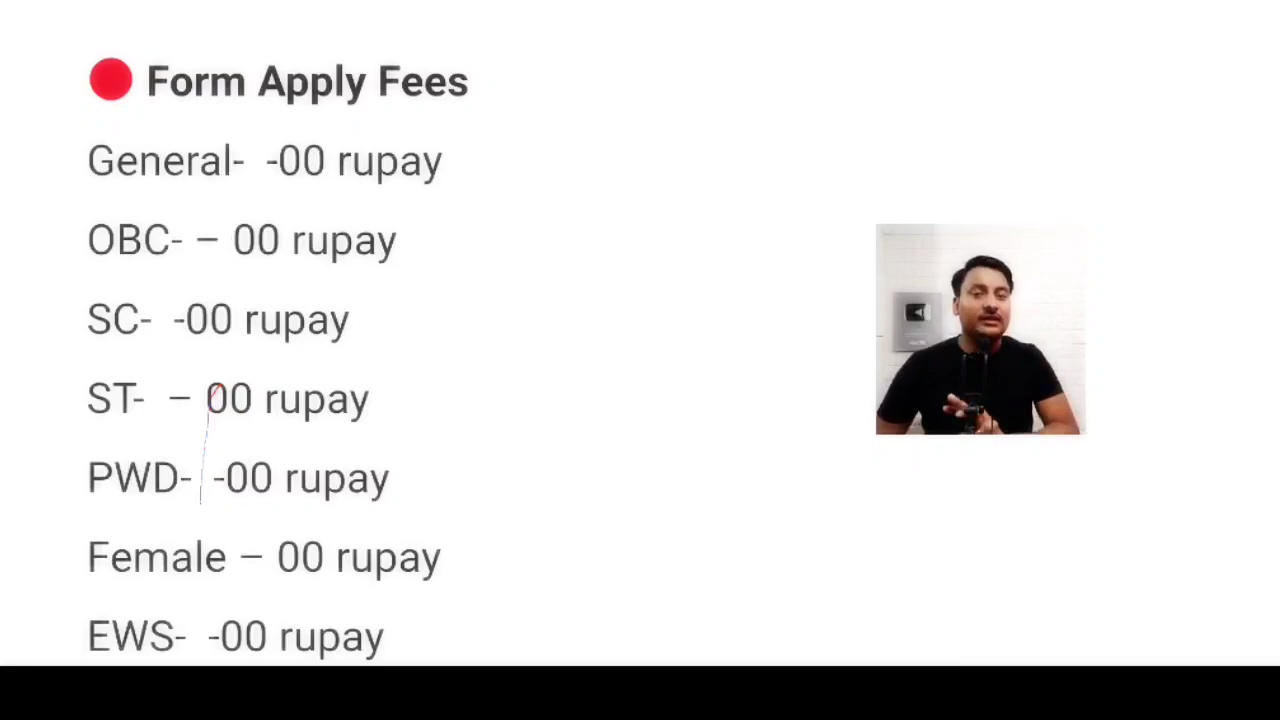 Form Apply Fees
General-  -00 rupay
OBC- – 00 rupay
SC-  -00 rupay
ST-  – 00 rupay
PWD-  -00 rupay
Female – 00 rupay
EWS-  -00 rupay